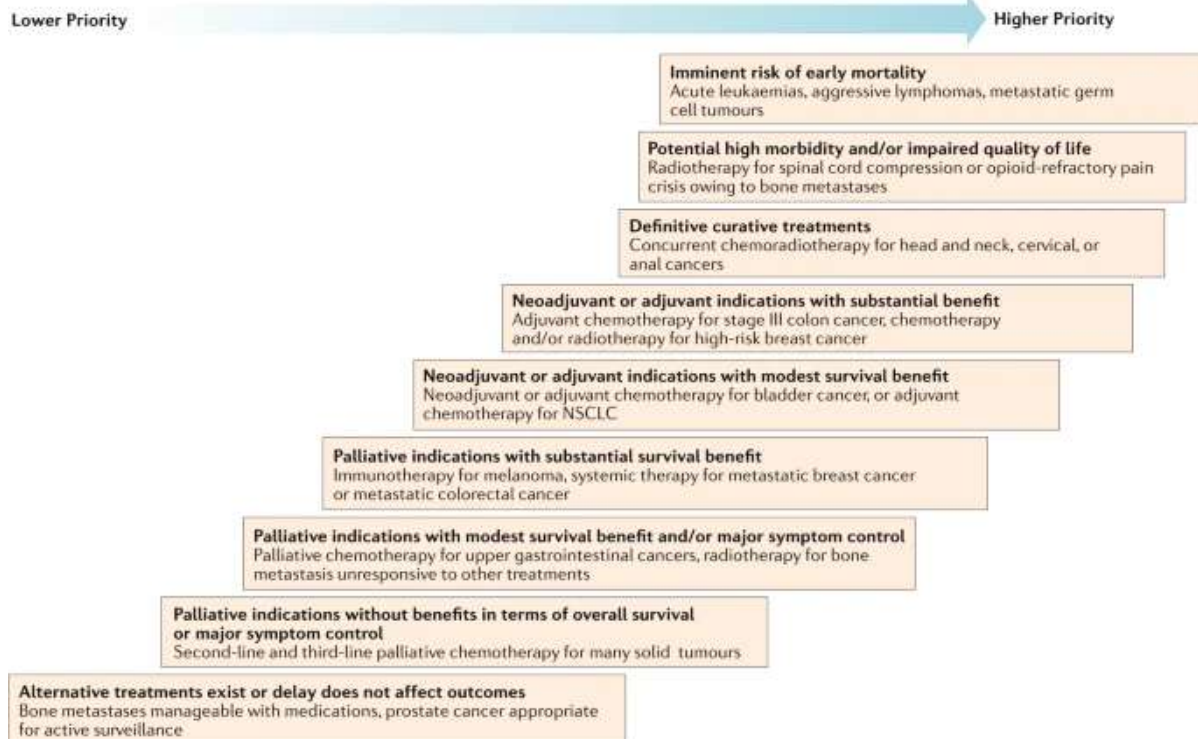 Lower Priority
Higher Priority
Imminent risk of early mortality
Acute leukaemias, aggressive lymphomas, metastatic germ
cell tumours
Potential high morbidity and/or impaired quality of life
Radiotherapy for spinal cord compression or opioid-refractory pain
crisis owing to bone metastases
Definitive curative treatments
Concurrent chemoradiotherapy for head and neck, cervical, or
anal cancers
Neoadjuvant or adjuvant indications with substantial benefit
Adjuvant chemotherapy for stage III colon cancer, chemotherapy
and/or radiotherapy for high-risk breast cancer
Neoadjuvant or adjuvant indications with modest survival benefit
Neoadjuvant or adjuvant chemotherapy for bladder cancer, or adjuvant
chemotherapy for NSCLC
Palliative indications with substantial survival benefit
Immunotherapy for melanoma, systemic therapy for metastatic breast cancer
or metastatic colorectal cancer
Palliative indications with modest survival benefit and/or major symptom control
Palliative chemotherapy for upper gastrointestinal cancers, radiotherapy for bone
metastasis unresponsive to other treatments
Palliative indications without benefits in terms of overall survival
or major symptom control
Second-line and third-line palliative chemotherapy for many solid tumours
Alternative treatments exist or delay does not affect outcomes
Bone metastases manageable with medications, prostate cancer appropriate
for active surveillance